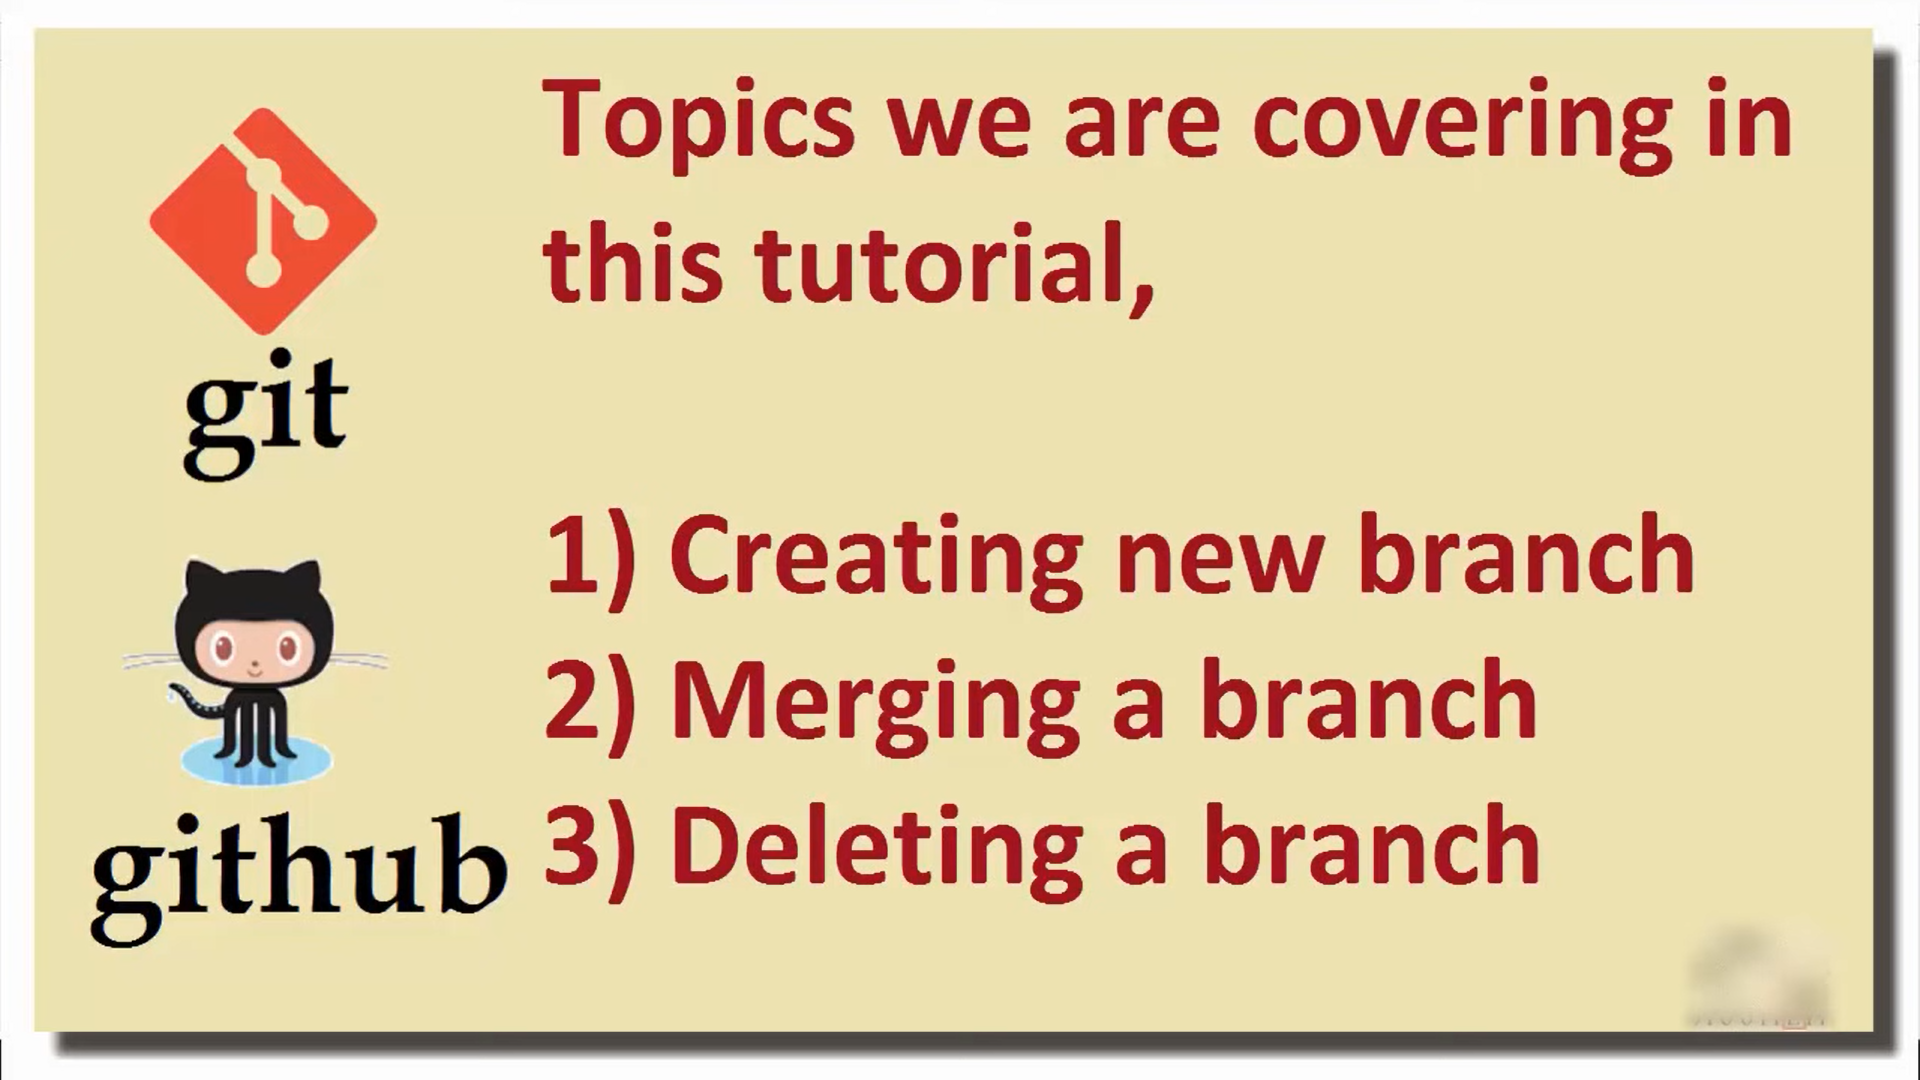 Topics we are covering in
this tutorial,
git
1) Creating new branch
2) Merging a branch
3) Deleting a branch
github